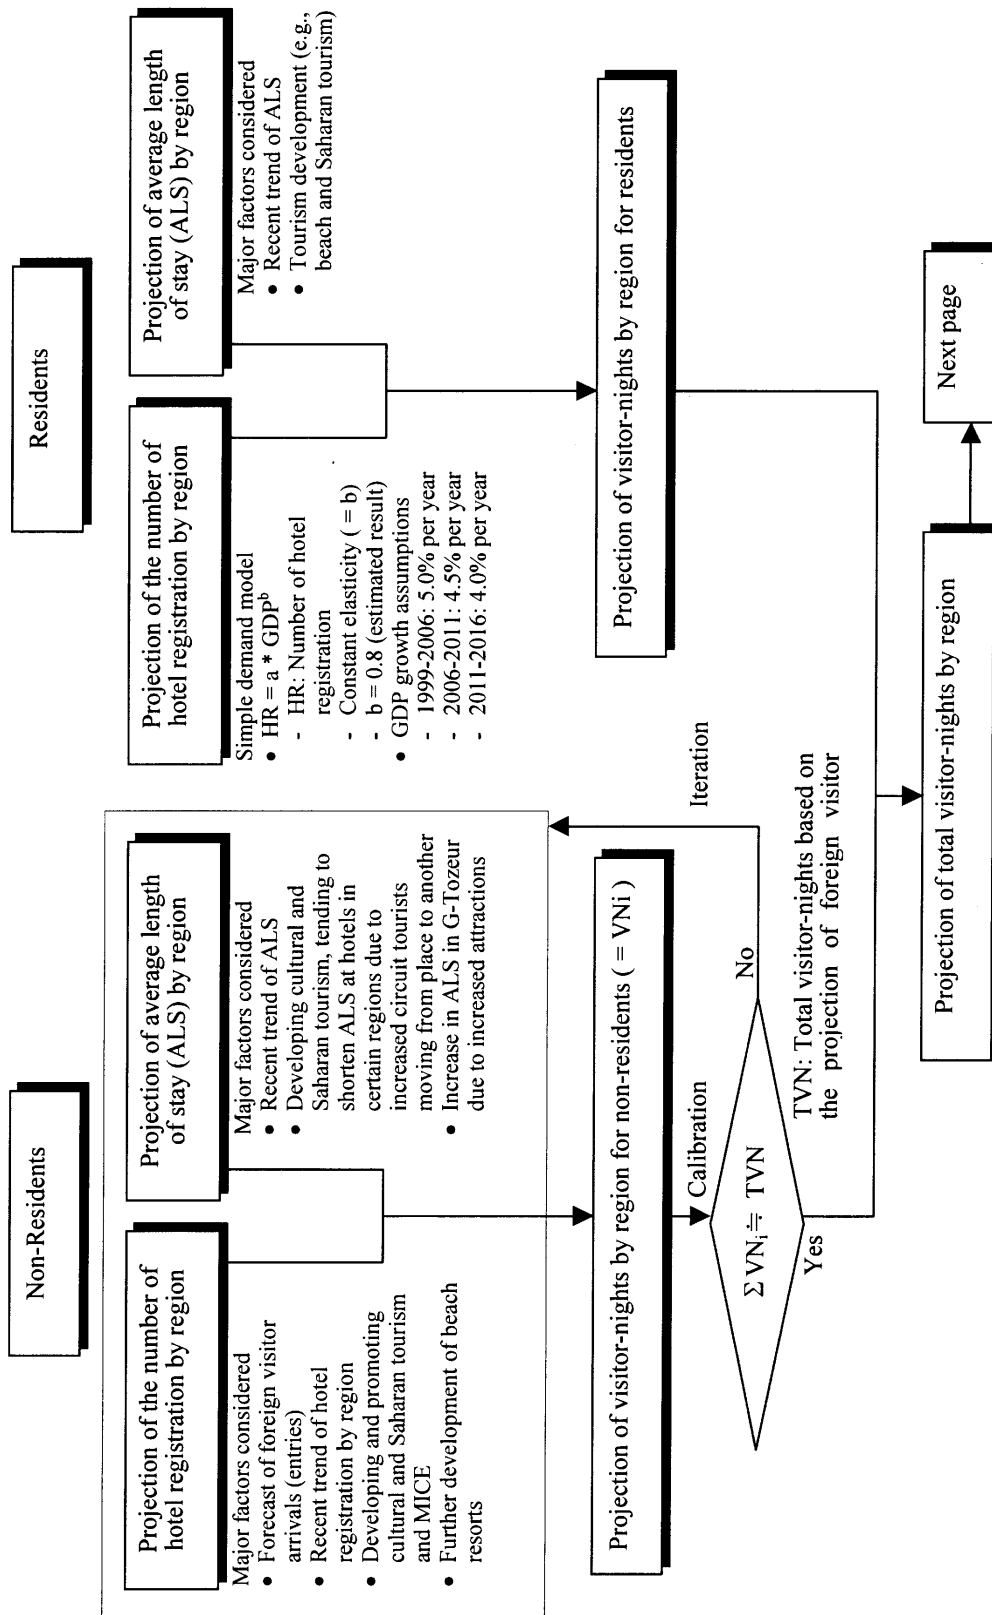 Non-Residents
Projection of the number of
hotel registration by region
Major factors considered
• Forecast of foreign visitor
arrivals (entries)
• Recent trend of hotel
registration by region
• Developing and promoting
cultural and Saharan tourism
and MICE
• Further development of beach
resorts
Projection of average length
of stay (ALS) by region
Major factors considered
• Recent trend of ALS
• Developing cultural and
Saharan tourism, tending to
shorten ALS at hotels in
certain regions due to
increased circuit tourists
moving from place to another
• Increase in ALS in G-Tozeur
due to increased attractions
Projection of visitor-nights by region for non-residents ( = VNi )
Calibration
Σ VNi ≒ TVN
Yes
No
Iteration
TVN: Total visitor-nights based on
the projection of foreign visitor
Residents
Projection of the number of
hotel registration by region
Simple demand model
• HR = a * GDP^b
- HR: Number of hotel
registration
- Constant elasticity ( = b)
- b = 0.8 (estimated result)
• GDP growth assumptions
- 1999-2006: 5.0% per year
- 2006-2011: 4.5% per year
- 2011-2016: 4.0% per year
Projection of average length
of stay (ALS) by region
Major factors considered
• Recent trend of ALS
• Tourism development (e.g.,
beach and Saharan tourism)
Projection of visitor-nights by region for residents
Projection of total visitor-nights by region
Next page